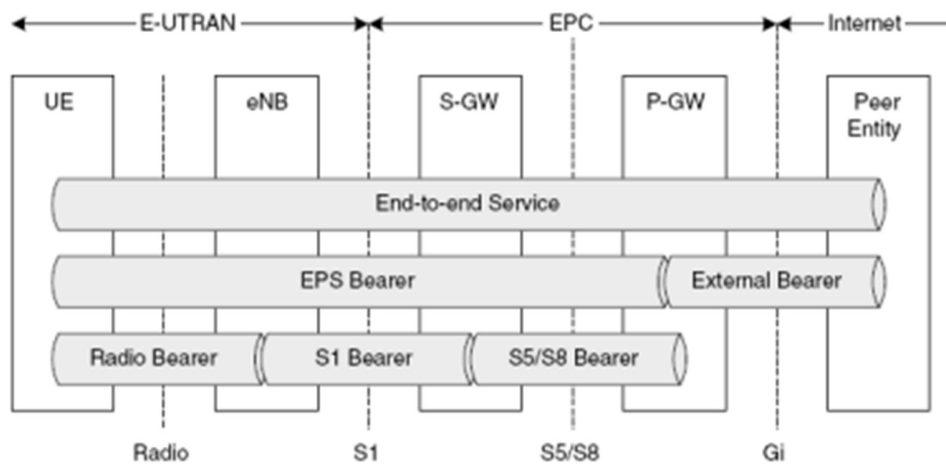 E-UTRAN EPC Internet
UE eNB S-GW P-GW Peer
Entity
End-to-end Service
EPS Bearer External Bearer
Radio Bearer S1 Bearer S5/S8 Bearer
Radio S1 S5/S8 Gi